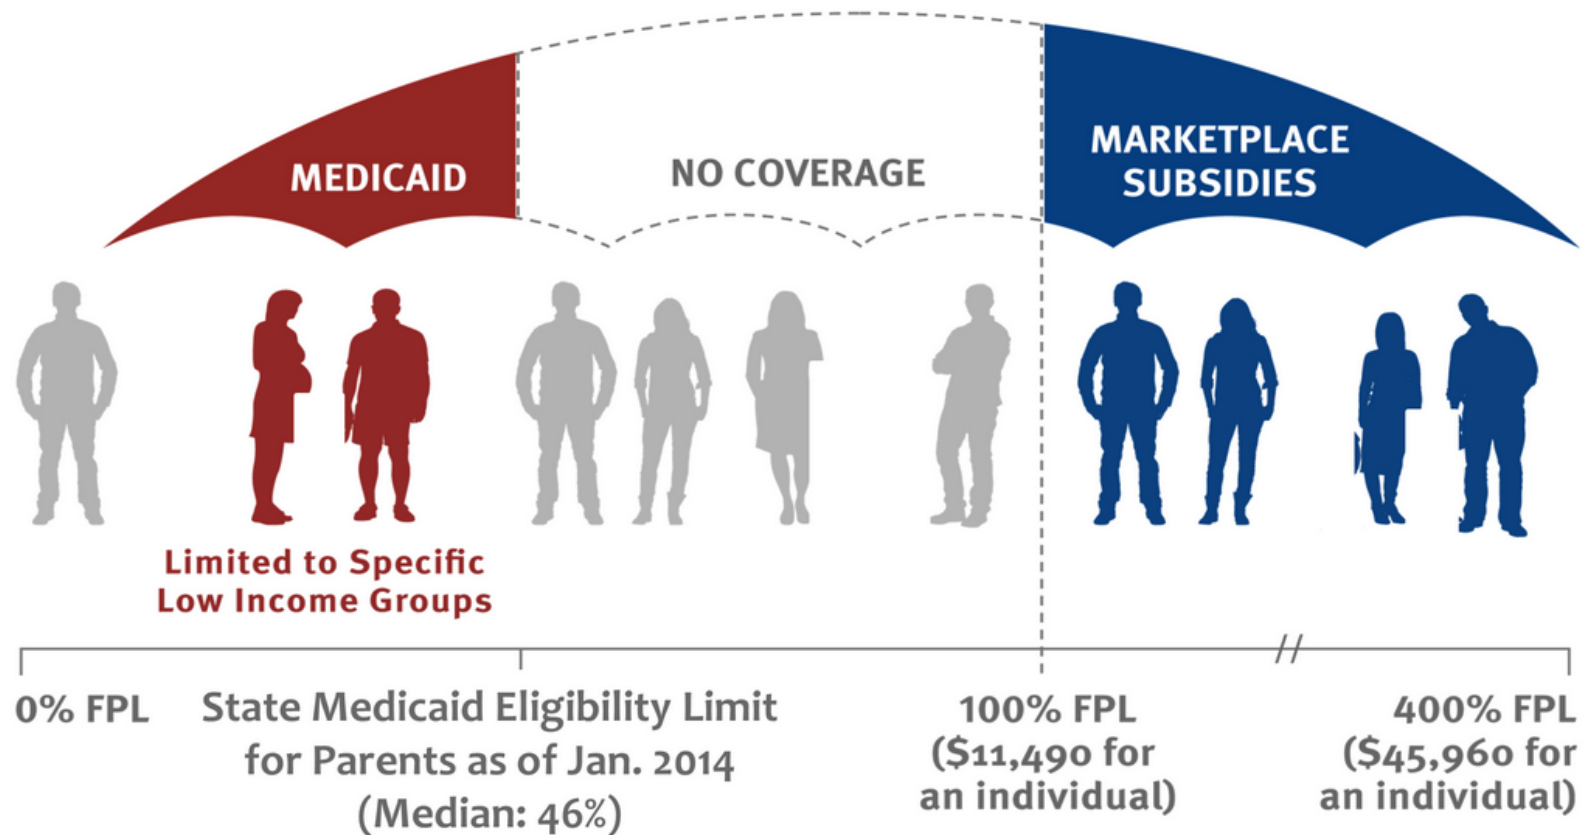 MEDICAID
NO COVERAGE
MARKETPLACE
SUBSIDIES
Limited to Specific
Low Income Groups
0% FPL
State Medicaid Eligibility Limit
for Parents as of Jan. 2014
(Median: 46%)
100% FPL
($11,490 for
an individual)
400% FPL
($45,960 for
an individual)